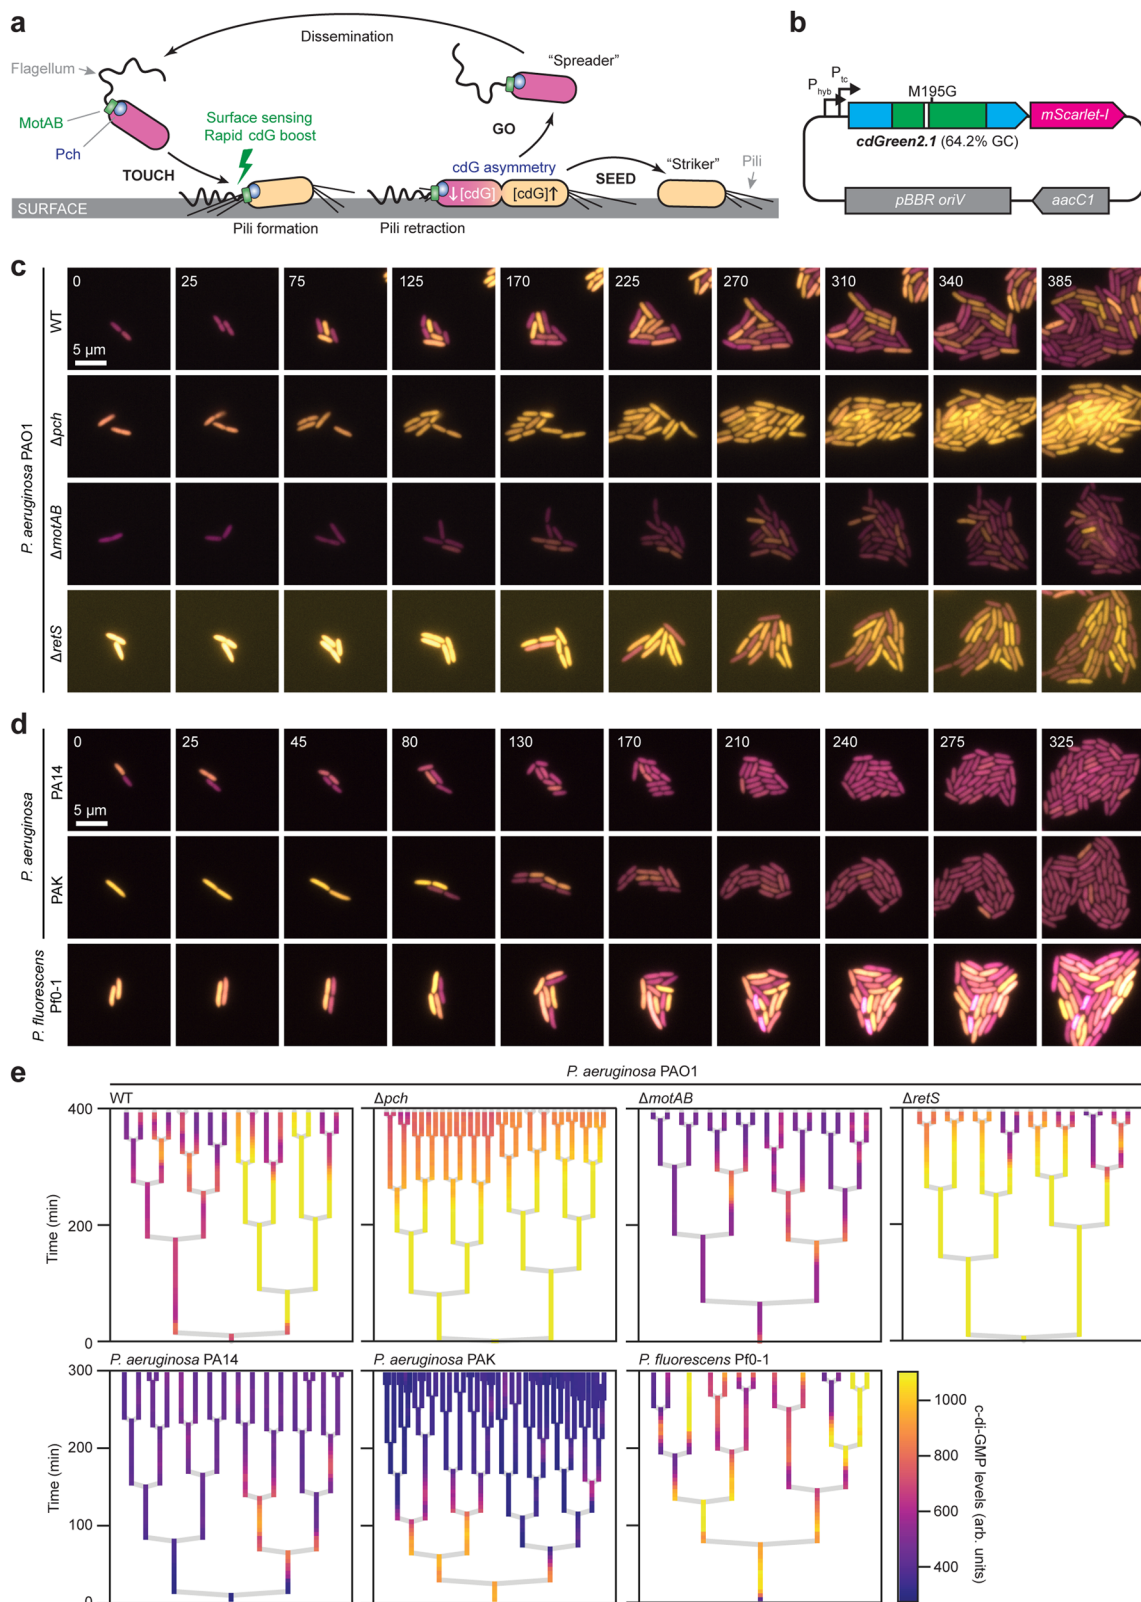 a
Dissemination
Flagellum
MotAB
Pch
TOUCH
Surface sensing
Rapid cdG boost
"Spreader"
GO
cdG asymmetry
↓[cdG]
[cdG]↑
SEED
"Striker"
Pili
SURFACE
Pili formation
Pili retraction
b
Phyb
Ptc
M195G
mScarlet-I
cdGreen2.1 (64.2% GC)
pBBR oriV
aacC1
c
P. aeruginosa PAO1
WT
0 25 75 125 170 225 270 310 340 385
5 µm
Δpch
ΔmotAB
ΔretS
d
P. aeruginosa
PA14
0 25 45 80 130 170 210 240 275 325
5 µm
PAK
P. fluorescens
Pf0-1
e
P. aeruginosa PAO1
WT
Δpch
ΔmotAB
ΔretS
Time (min)
400
200
0
P. aeruginosa PA14
P. aeruginosa PAK
P. fluorescens Pf0-1
Time (min)
300
200
100
0
1000
800
600
400
c-di-GMP levels (arb. units)